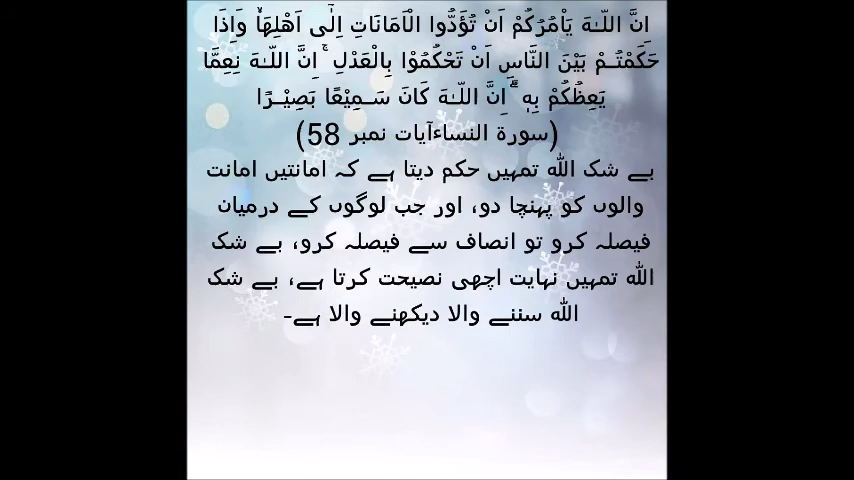 اِنَّ اللّـٰهَ يَاْمُرُكُمْ اَنْ تُؤَدُّوا الْاَمَانَاتِ اِلٰٓى اَهْلِهَاۙ وَاِذَا
حَكَمْتُـمْ بَيْنَ النَّاسِ اَنْ تَحْكُمُوْا بِالْعَدْلِ ۚ اِنَّ اللّـٰهَ نِعِمَّا
يَعِظُكُمْ بِهٖ ۗ اِنَّ اللّـٰهَ كَانَ سَـمِيْعًا بَصِيْـرًا
(سورۃ النساءآیات نمبر 58)
بے شک اللہ تمہیں حکم دیتا ہے کہ امانتیں امانت
والوں کو پہنچا دو، اور جب لوگوں کے درمیان
فیصلہ کرو تو انصاف سے فیصلہ کرو، بے شک
اللہ تمہیں نہایت اچھی نصیحت کرتا ہے، بے شک
اللہ سننے والا دیکھنے والا ہے۔